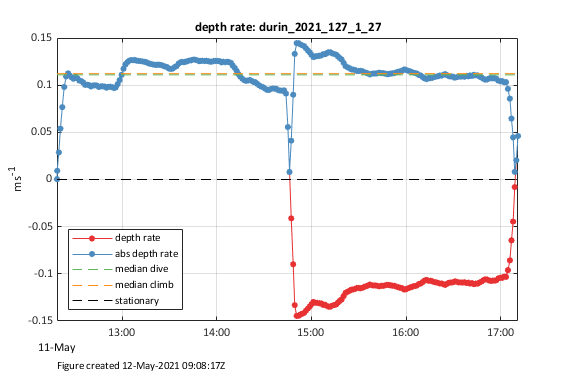 depth rate: durin_2021_127_1_27
0.15
0.1
0.05
0
-0.05
-0.1
-0.15
ms-1
depth rate
abs depth rate
median dive
median climb
stationary
13:00 14:00 15:00 16:00 17:00
11-May
Figure created 12-May-2021 09:08:17Z